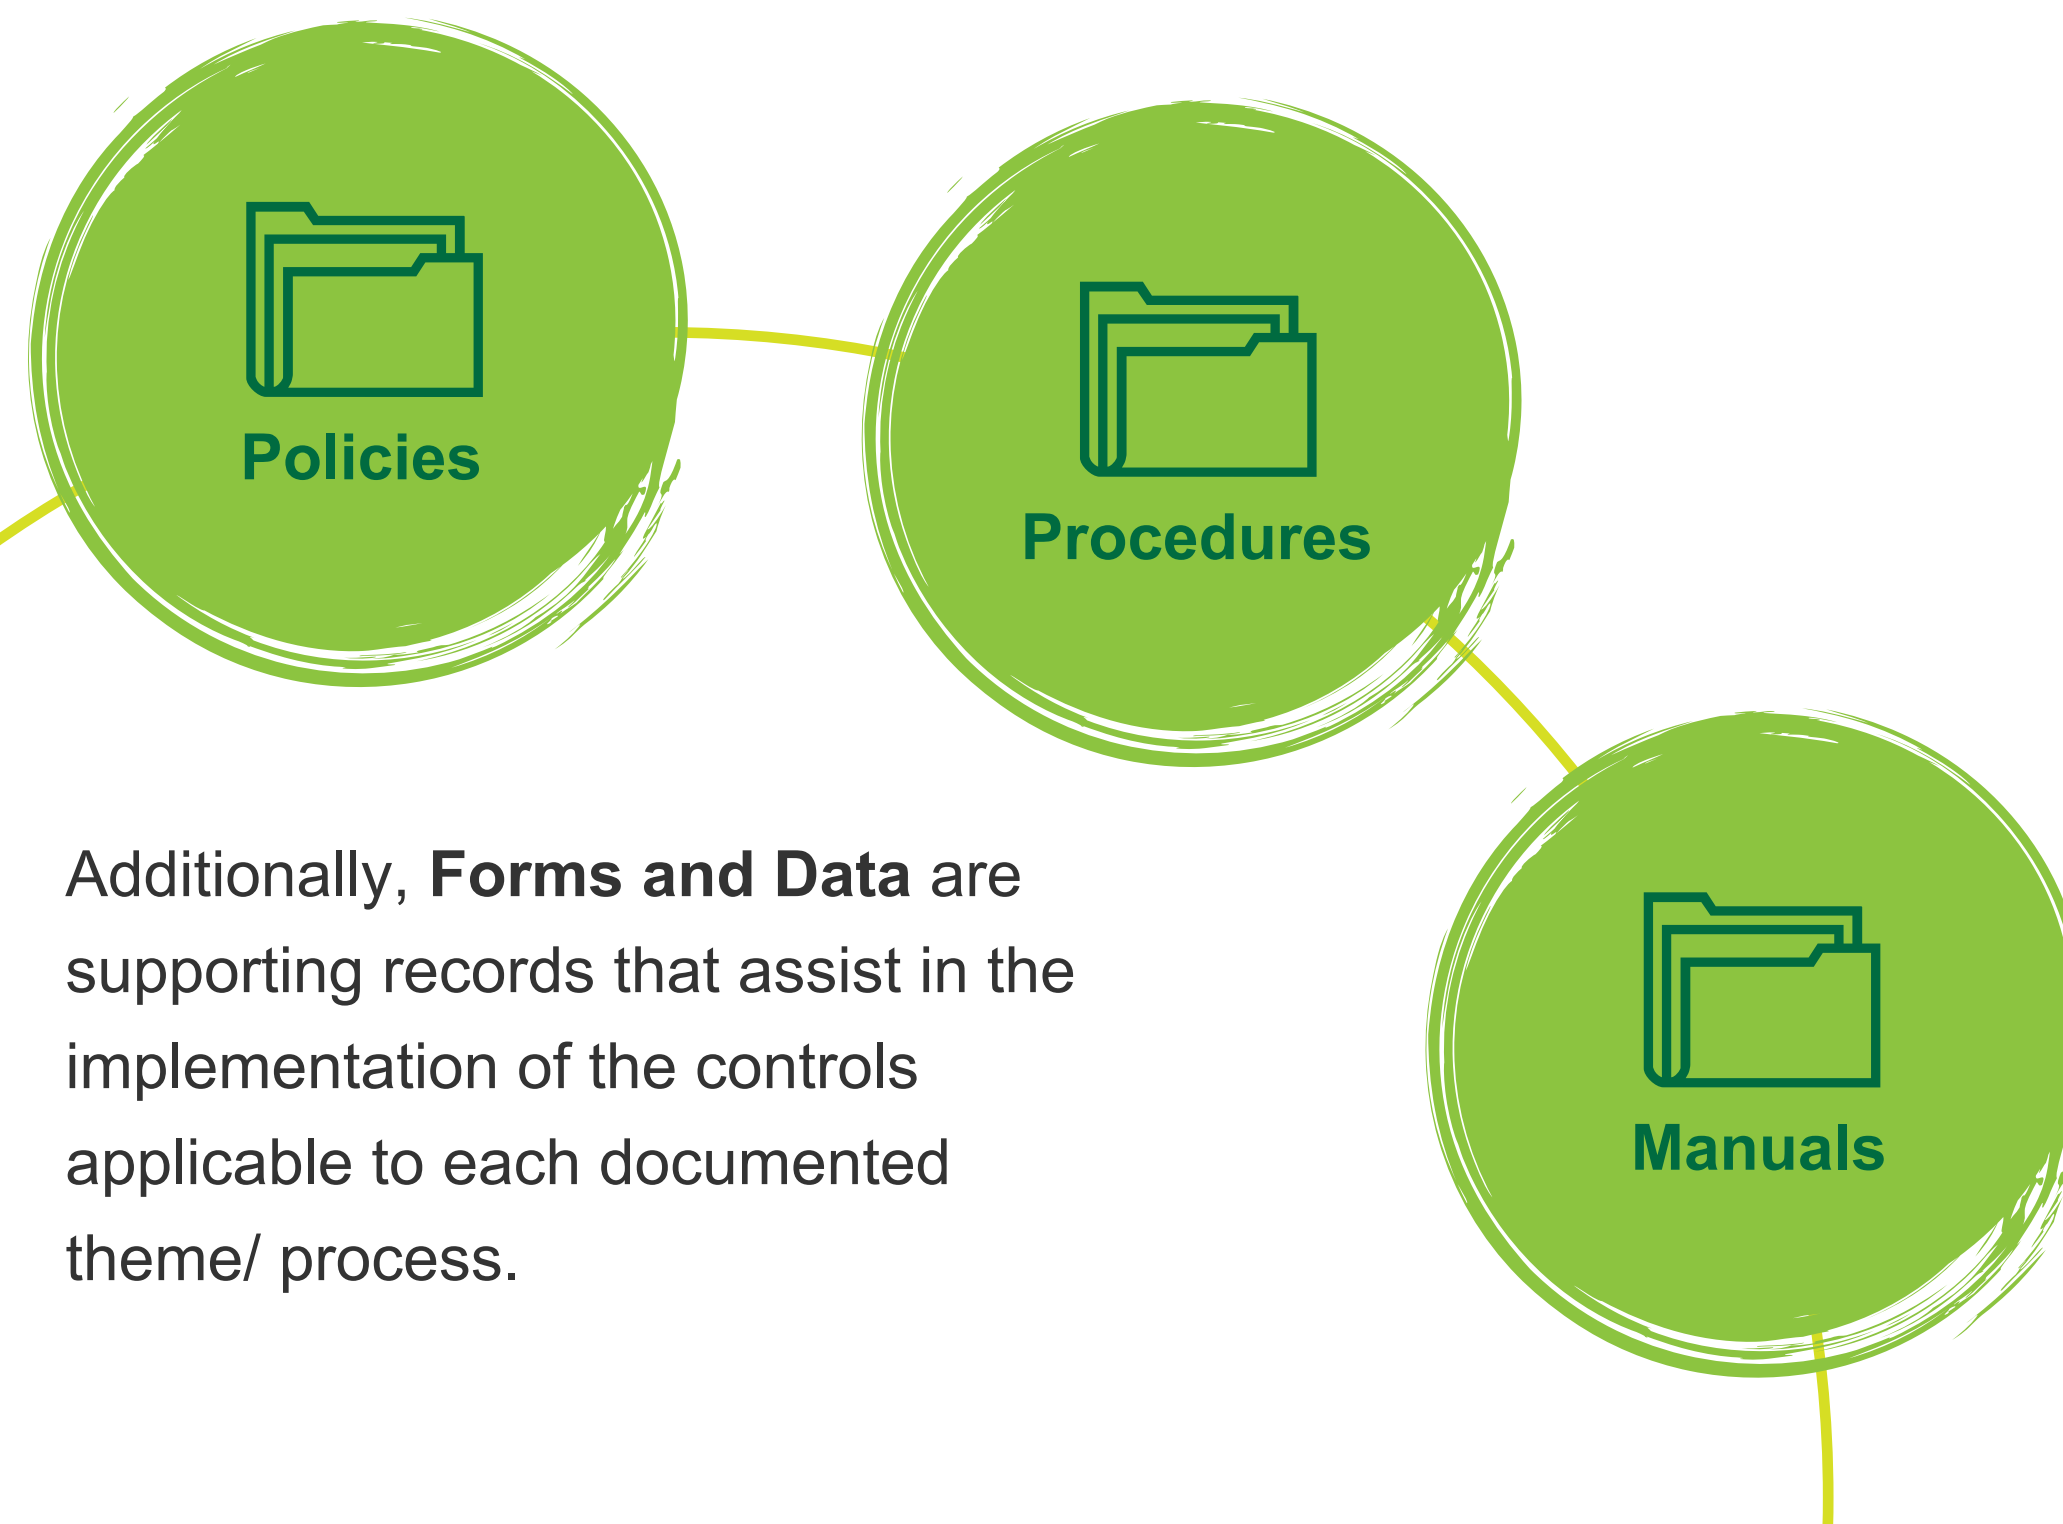 Policies
Procedures
Manuals
Additionally, Forms and Data are
supporting records that assist in the
implementation of the controls
applicable to each documented
theme/ process.